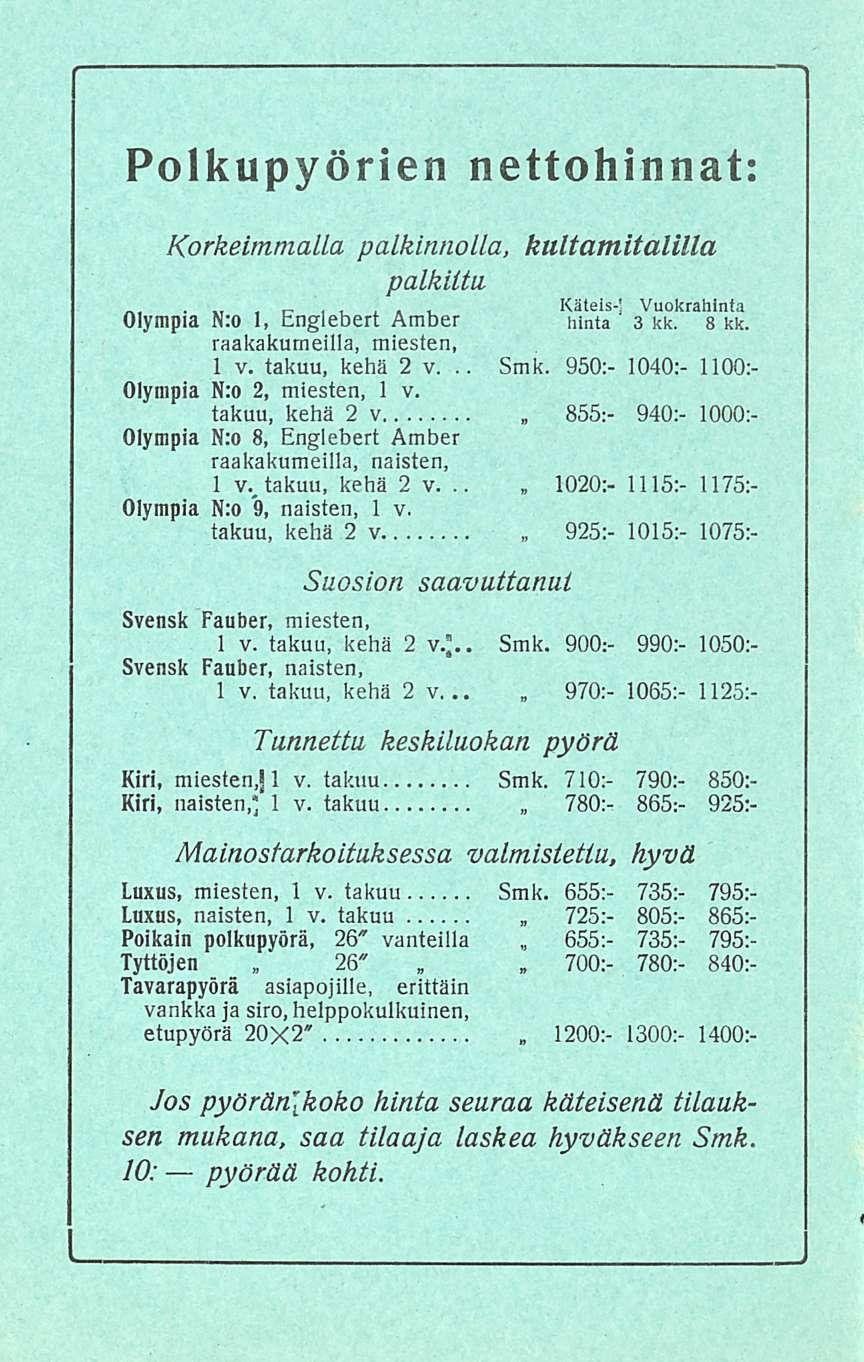 Polkupyörien nettohinnat:
Korkeimmalla palkinnolla, kultamitalilla
palkittu
Käteis- Vuokrahinta
Olympia N:o 1, Englebert Amber hinta 3 kk. 8 kk.
raakakumeilla, miesten,
1 v. takuu, kehä 2 v. .. Smk. 950:- 1040:- 1100:-
Olympia N:o 2, miesten, 1 v.
takuu, kehä 2 v........ „ 855:- 940:- 1000:-
Olympia N:o 8, Englebert Amber
raakakumeilla, naisten,
1 v. takuu, kehä 2 v. .. „ 1020:- 1115:- 1175:-
Olympia N:o 9, naisten, 1 v.
takuu, kehä 2 v........ „ 925:- 1015:- 1075:-
Suosion saavuttanut
Svensk Fauber, miesten,
1 v. takuu, kehä 2 v... Smk. 900:- 990:- 1050:-
Svensk Fauber, naisten,
1 v. takuu, kehä 2 v... „ 970:- 1065:- 1125:-
Tunnettu keskiluokan pyörä
Kiri, miesten, 1 v. takuu........ Smk. 710:- 790:- 850:-
Kiri, naisten, 1 v. takuu........ „ 780:- 865:- 925:-
Mainostarkoituksessa valmistettu, hyvä
Luxus, miesten, 1 v. takuu...... Smk. 655:- 735:- 795:-
Luxus, naisten, 1 v. takuu ...... „ 725:- 805:- 865:-
Poikain polkupyörä, 26″ vanteilla „ 655:- 735:- 795:-
Tyttöjen „ 26″ „ „ 700:- 780:- 840:-
Tavarapyörä asiapojille, erittäin
vankka ja siro, helppokulkuinen,
etupyörä 20×2″............. „ 1200:- 1300:- 1400:-
Jos pyörän koko hinta seuraa käteisenä tilauk-
sen mukana, saa tilaaja laskea hyväkseen Smk.
10: — pyörää kohti.